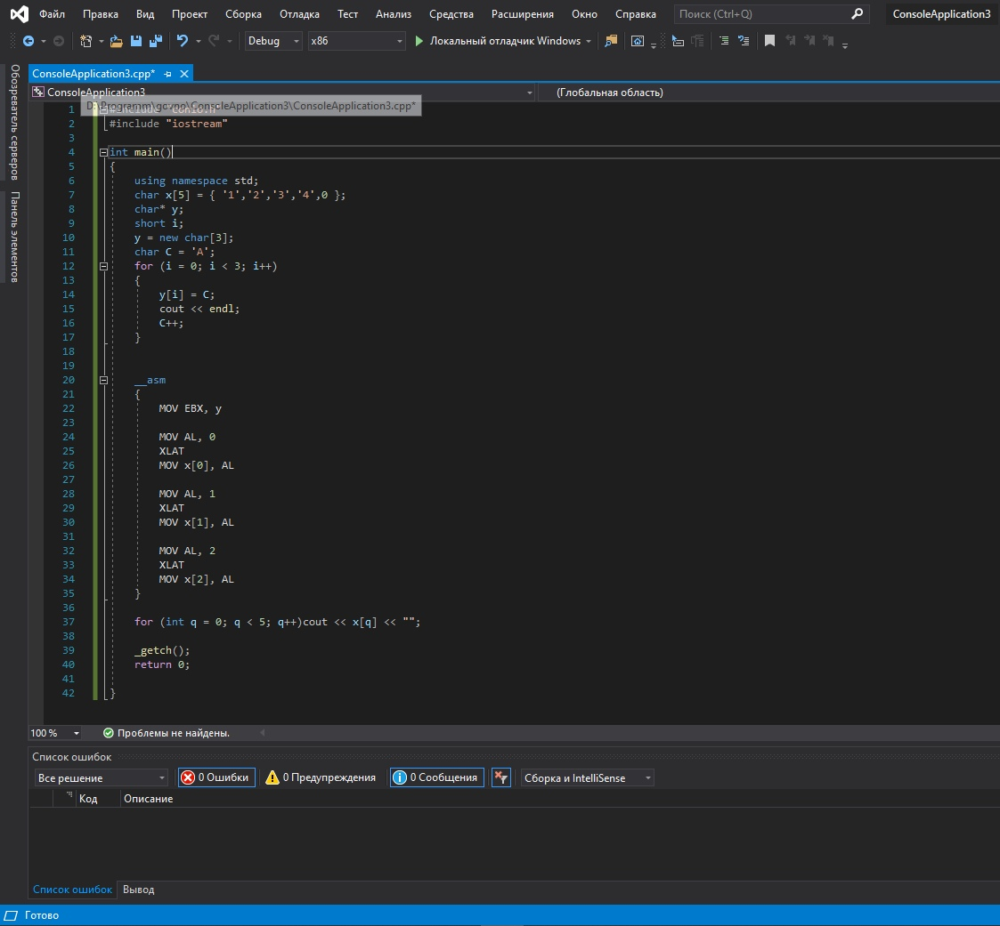 Файл Правка Вид Проект Сборка Отладка Тест Анализ Средства Расширения Окно Справка Поиск (Ctrl+Q) ConsoleApplication3
Debug x86 Локальный отладчик Windows
Обозреватель серверов
Панель элементов
ConsoleApplication3.cpp*
ConsoleApplication3 (Глобальная область)
D:\Programm\govno\ConsoleApplication3\ConsoleApplication3.cpp*
1 #include "conio.h"
2 #include "iostream"
3
4 int main()
5 {
6 using namespace std;
7 char x[5] = { '1','2','3','4',0 };
8 char* y;
9 short i;
10 y = new char[3];
11 char C = 'A';
12 for (i = 0; i < 3; i++)
13 {
14 y[i] = C;
15 cout << endl;
16 C++;
17 }
18
19
20 __asm
21 {
22 MOV EBX, y
23
24 MOV AL, 0
25 XLAT
26 MOV x[0], AL
27
28 MOV AL, 1
29 XLAT
30 MOV x[1], AL
31
32 MOV AL, 2
33 XLAT
34 MOV x[2], AL
35 }
36
37 for (int q = 0; q < 5; q++)cout << x[q] << "";
38
39 _getch();
40 return 0;
41
42 }
100 % Проблемы не найдены.
Список ошибок
Все решение 0 Ошибки 0 Предупреждения 0 Сообщения Сборка и IntelliSense
Код Описание
Список ошибок Вывод
Готово